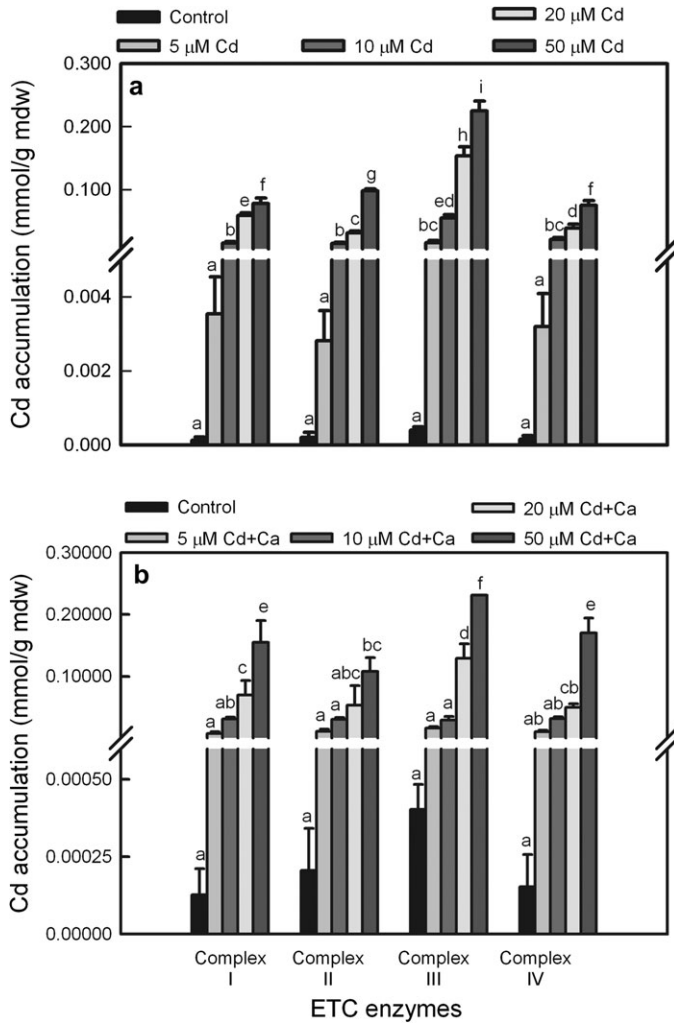 Control
20 μM Cd
5 μM Cd
10 μM Cd
50 μM Cd
a
0.300
0.200
0.100
0.004
0.002
0.000
Cd accumulation (mmol/g mdw)
a a b e f
a a b c g
a bc ed h i
a a bc d f
Control
20 μM Cd+Ca
5 μM Cd+Ca
10 μM Cd+Ca
50 μM Cd+Ca
b
0.30000
0.20000
0.10000
0.00050
0.00025
0.00000
Cd accumulation (mmol/g mdw)
a a ab c e
a a a abc bc
a a a d f
a ab ab cb e
Complex
I
Complex
II
Complex
III
Complex
IV
ETC enzymes